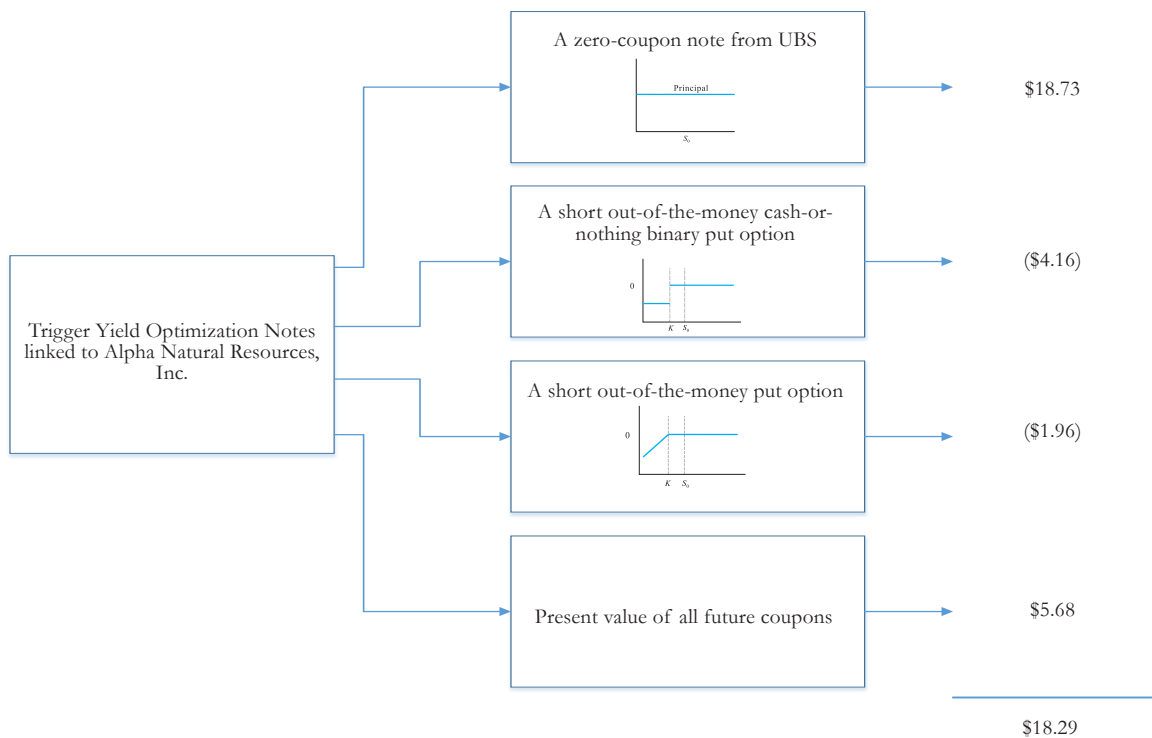 Trigger Yield Optimization Notes
linked to Alpha Natural Resources,
Inc.
A zero-coupon note from UBS
Principal
S₀
$18.73
A short out-of-the-money cash-or-
nothing binary put option
0
K S₀
($4.16)
A short out-of-the-money put option
0
K S₀
($1.96)
Present value of all future coupons
$5.68
$18.29